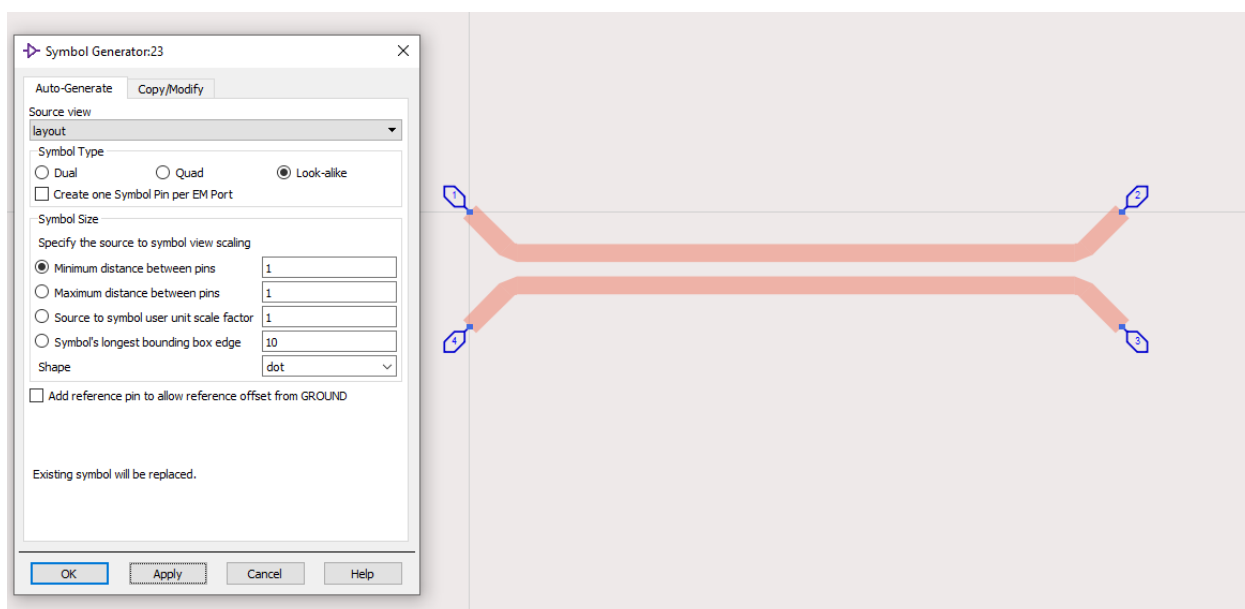 Symbol Generator:23
Auto-Generate Copy/Modify
Source view
layout
Symbol Type
Dual Quad Look-alike
Create one Symbol Pin per EM Port
Symbol Size
Specify the source to symbol view scaling
Minimum distance between pins 1
Maximum distance between pins 1
Source to symbol user unit scale factor 1
Symbol's longest bounding box edge 10
Shape dot
Add reference pin to allow reference offset from GROUND
Existing symbol will be replaced.
OK Apply Cancel Help
1 2
4 3